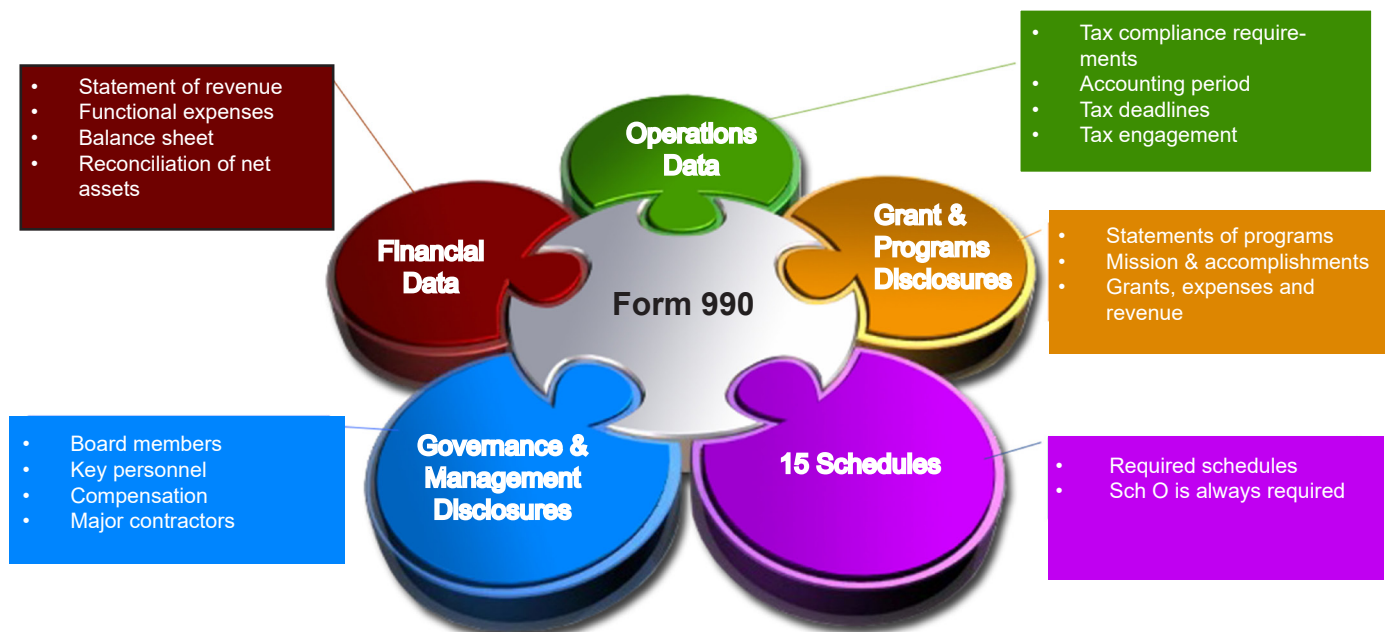 • Tax compliance require-
ments
• Accounting period
• Tax deadlines
• Tax engagement
• Statement of revenue
• Functional expenses
• Balance sheet
• Reconciliation of net
assets
Operations
Data
Grant &
Programs
Disclosures
Financial
Data
• Statements of programs
• Mission & accomplishments
• Grants, expenses and
revenue
Form 990
• Board members
• Key personnel
• Compensation
• Major contractors
Governance &
Management
Disclosures
15 Schedules
• Required schedules
• Sch O is always required